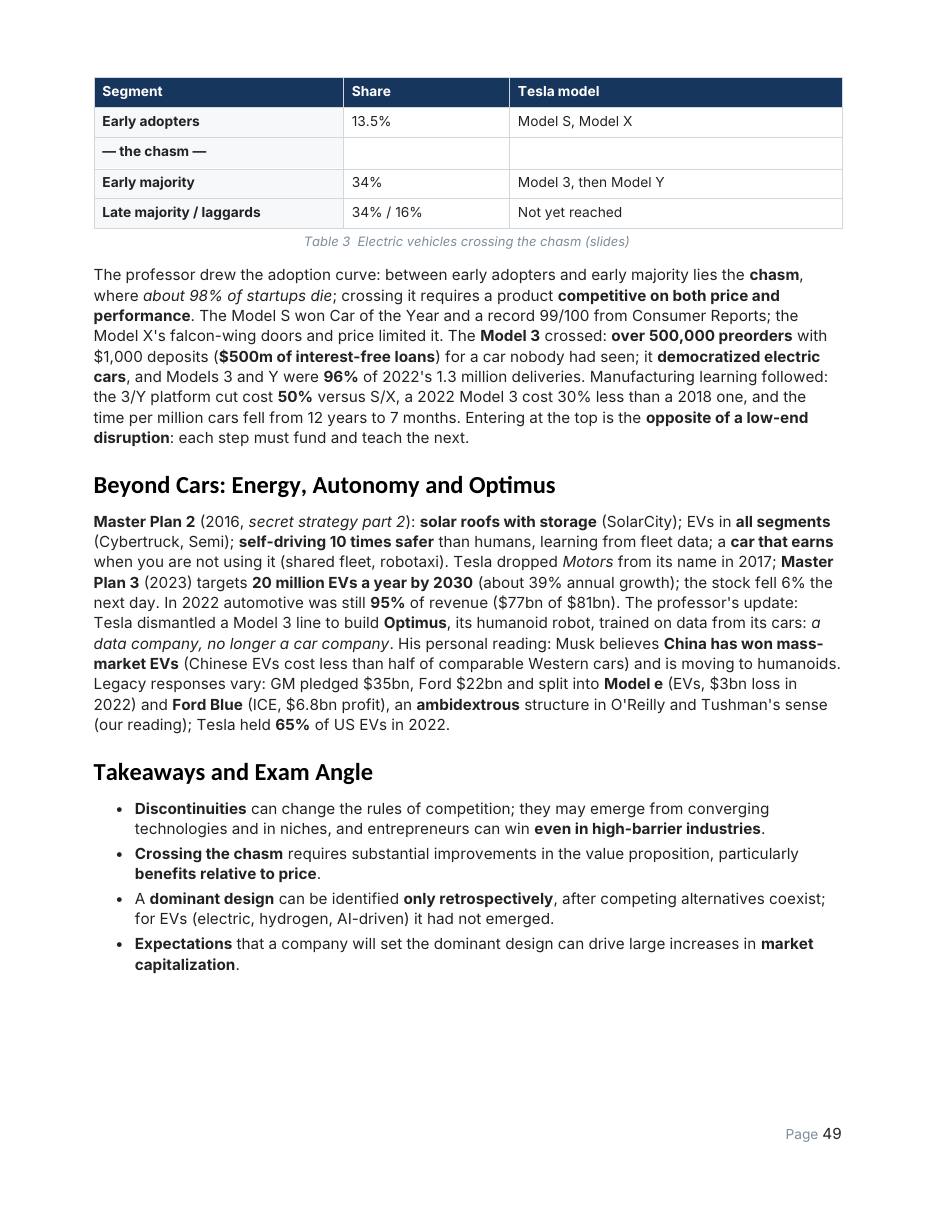 Segment Share Tesla model
Early adopters 13.5% Model S, Model X
— the chasm —
Early majority 34% Model 3, then Model Y
Late majority / laggards 34% / 16% Not yet reached
Table 3 Electric vehicles crossing the chasm (slides)
The professor drew the adoption curve: between early adopters and early majority lies the chasm,
where about 98% of startups die; crossing it requires a product competitive on both price and
performance. The Model S won Car of the Year and a record 99/100 from Consumer Reports; the
Model X's falcon-wing doors and price limited it. The Model 3 crossed: over 500,000 preorders with
$1,000 deposits ($500m of interest-free loans) for a car nobody had seen; it democratized electric
cars, and Models 3 and Y were 96% of 2022's 1.3 million deliveries. Manufacturing learning followed:
the 3/Y platform cut cost 50% versus S/X, a 2022 Model 3 cost 30% less than a 2018 one, and the
time per million cars fell from 12 years to 7 months. Entering at the top is the opposite of a low-end
disruption: each step must fund and teach the next.
Beyond Cars: Energy, Autonomy and Optimus
Master Plan 2 (2016, secret strategy part 2): solar roofs with storage (SolarCity); EVs in all segments
(Cybertruck, Semi); self-driving 10 times safer than humans, learning from fleet data; a car that earns
when you are not using it (shared fleet, robotaxi). Tesla dropped Motors from its name in 2017; Master
Plan 3 (2023) targets 20 million EVs a year by 2030 (about 39% annual growth); the stock fell 6% the
next day. In 2022 automotive was still 95% of revenue ($77bn of $81bn). The professor's update:
Tesla dismantled a Model 3 line to build Optimus, its humanoid robot, trained on data from its cars: a
data company, no longer a car company. His personal reading: Musk believes China has won mass-
market EVs (Chinese EVs cost less than half of comparable Western cars) and is moving to humanoids.
Legacy responses vary: GM pledged $35bn, Ford $22bn and split into Model e (EVs, $3bn loss in
2022) and Ford Blue (ICE, $6.8bn profit), an ambidextrous structure in O'Reilly and Tushman's sense
(our reading); Tesla held 65% of US EVs in 2022.
Takeaways and Exam Angle
• Discontinuities can change the rules of competition; they may emerge from converging
technologies and in niches, and entrepreneurs can win even in high-barrier industries.
• Crossing the chasm requires substantial improvements in the value proposition, particularly
benefits relative to price.
• A dominant design can be identified only retrospectively, after competing alternatives coexist;
for EVs (electric, hydrogen, AI-driven) it had not emerged.
• Expectations that a company will set the dominant design can drive large increases in market
capitalization.
Page 49